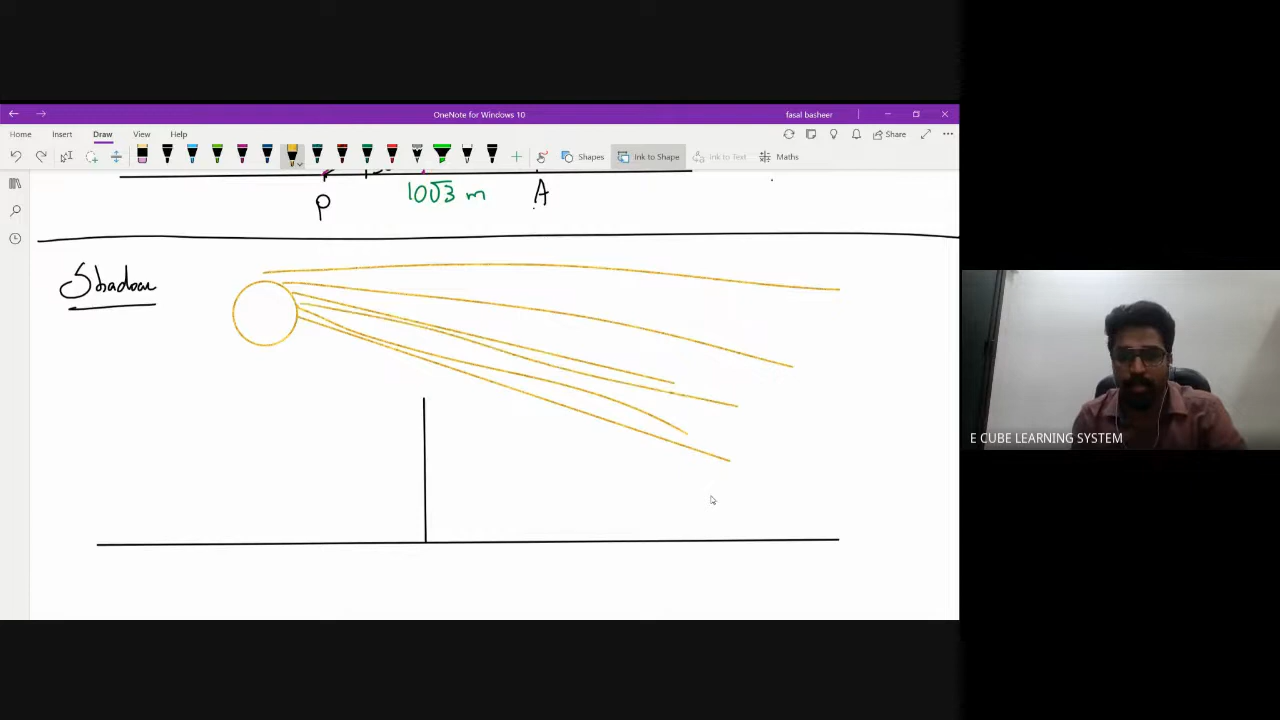 OneNote for Windows 10
fasal basheer
Home Insert Draw View Help
Share
Shapes
Ink to Shape
Ink to Text
Maths
P
10√3 m
A
Shadow
E CUBE LEARNING SYSTEM